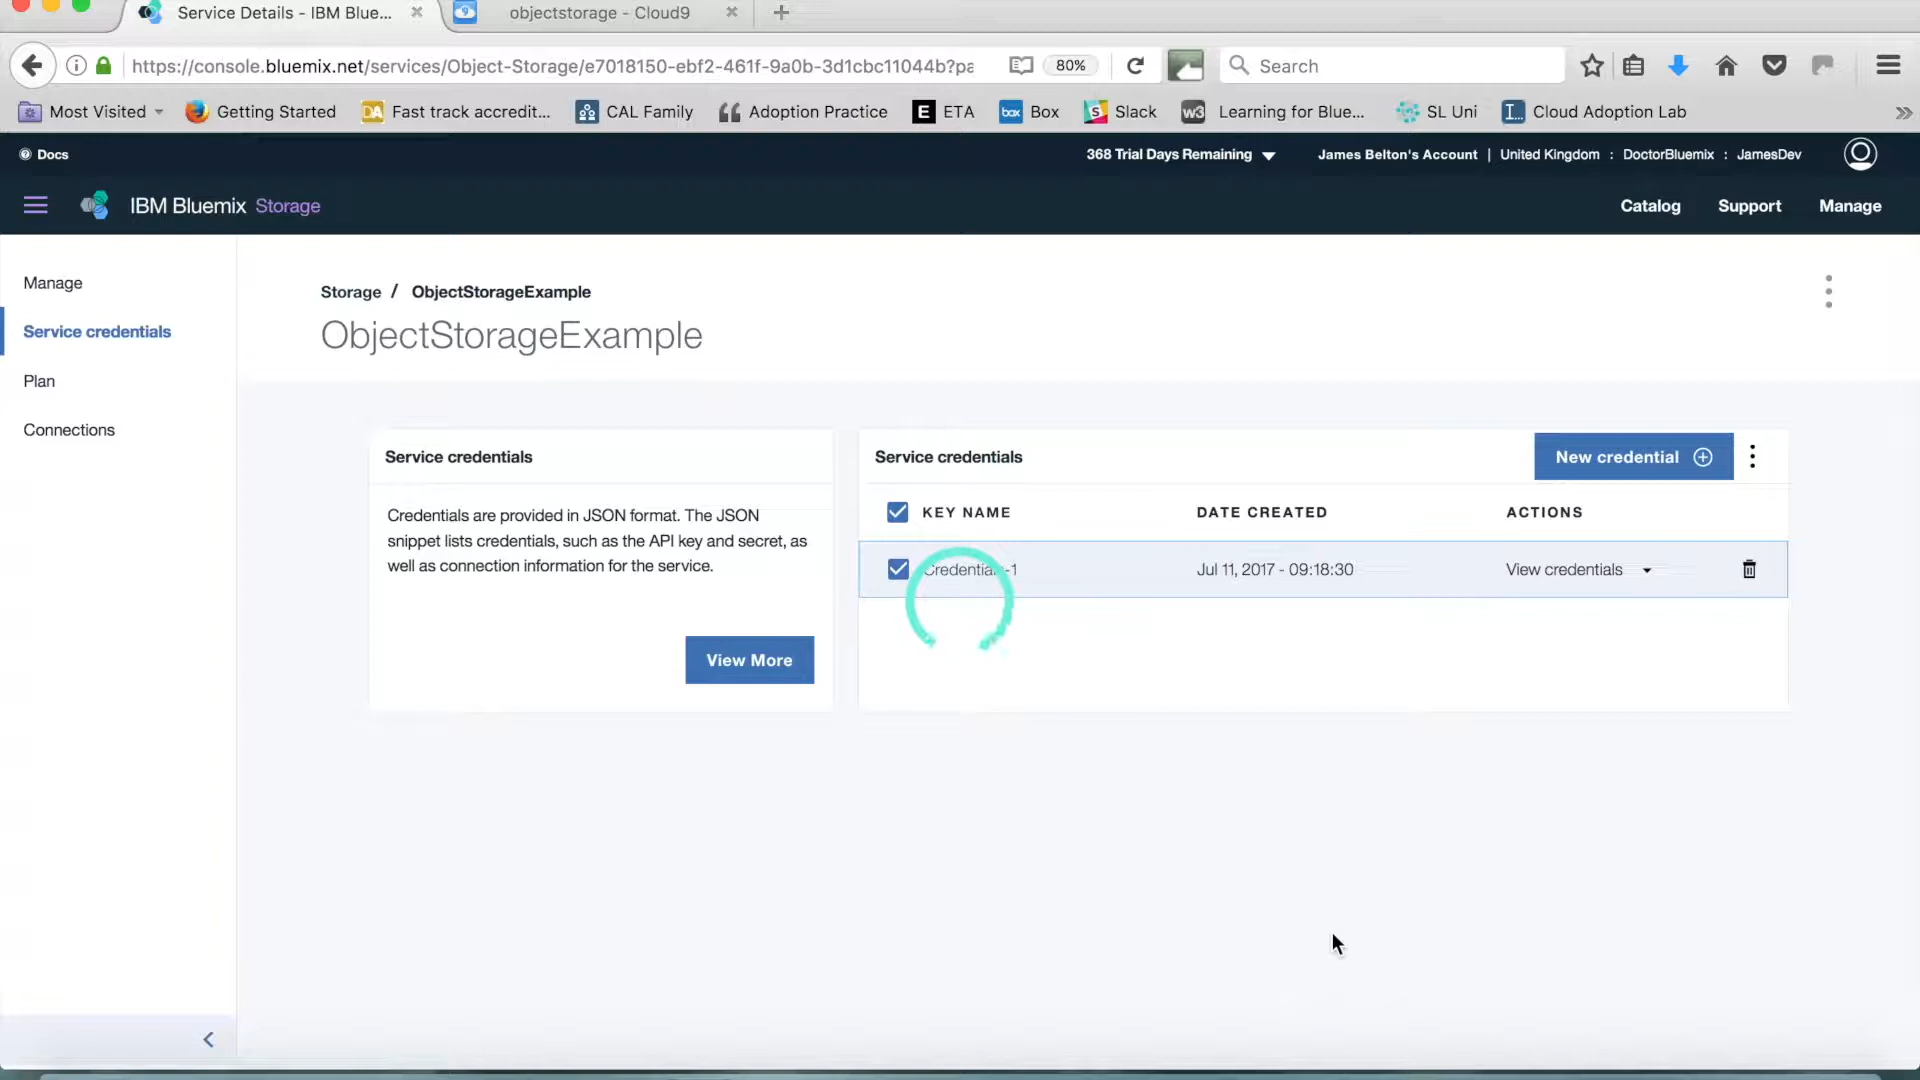 Service Details - IBM Blue...
objectstorage - Cloud9
https://console.bluemix.net/services/Object-Storage/e7018150-ebf2-461f-9a0b-3d1cbc11044b?pa
80%
Search
Most Visited
Getting Started
DA
Fast track accredit...
CAL Family
Adoption Practice
E
ETA
box
Box
S
Slack
w3
Learning for Blue...
SL Uni
I...
Cloud Adoption Lab
Docs
368 Trial Days Remaining
James Belton's Account | United Kingdom : DoctorBluemix : JamesDev
IBM Bluemix Storage
Catalog
Support
Manage
Manage
Service credentials
Plan
Connections
Storage / ObjectStorageExample
ObjectStorageExample
Service credentials
Credentials are provided in JSON format. The JSON
snippet lists credentials, such as the API key and secret, as
well as connection information for the service.
View More
Service credentials
New credential
KEY NAME
DATE CREATED
ACTIONS
Credentials-1
Jul 11, 2017 - 09:18:30
View credentials